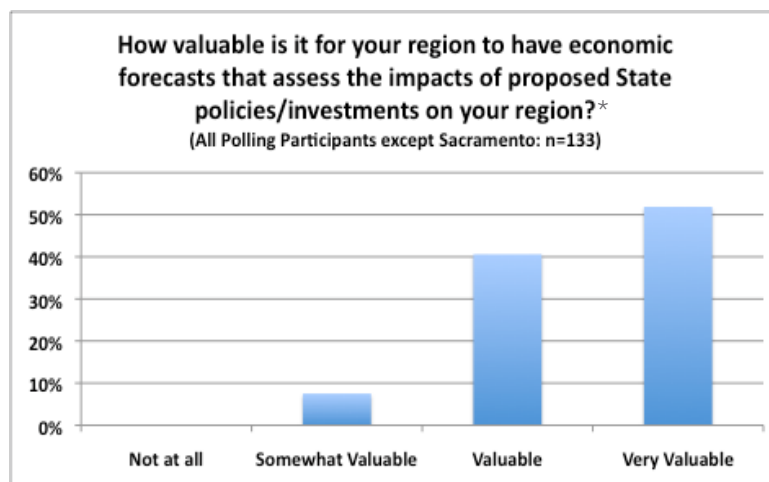 How valuable is it for your region to have economic
forecasts that assess the impacts of proposed State
policies/investments on your region?*
(All Polling Participants except Sacramento: n=133)
60%
50%
40%
30%
20%
10%
0%
Not at all
Somewhat Valuable
Valuable
Very Valuable